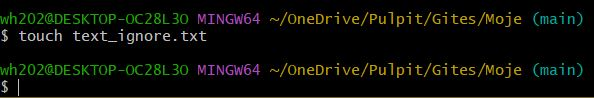 wh202@DESKTOP-OC28L3O MINGW64 ~/OneDrive/Pulpit/Gites/Moje (main)
$ touch text_ignore.txt
wh202@DESKTOP-OC28L3O MINGW64 ~/OneDrive/Pulpit/Gites/Moje (main)
$